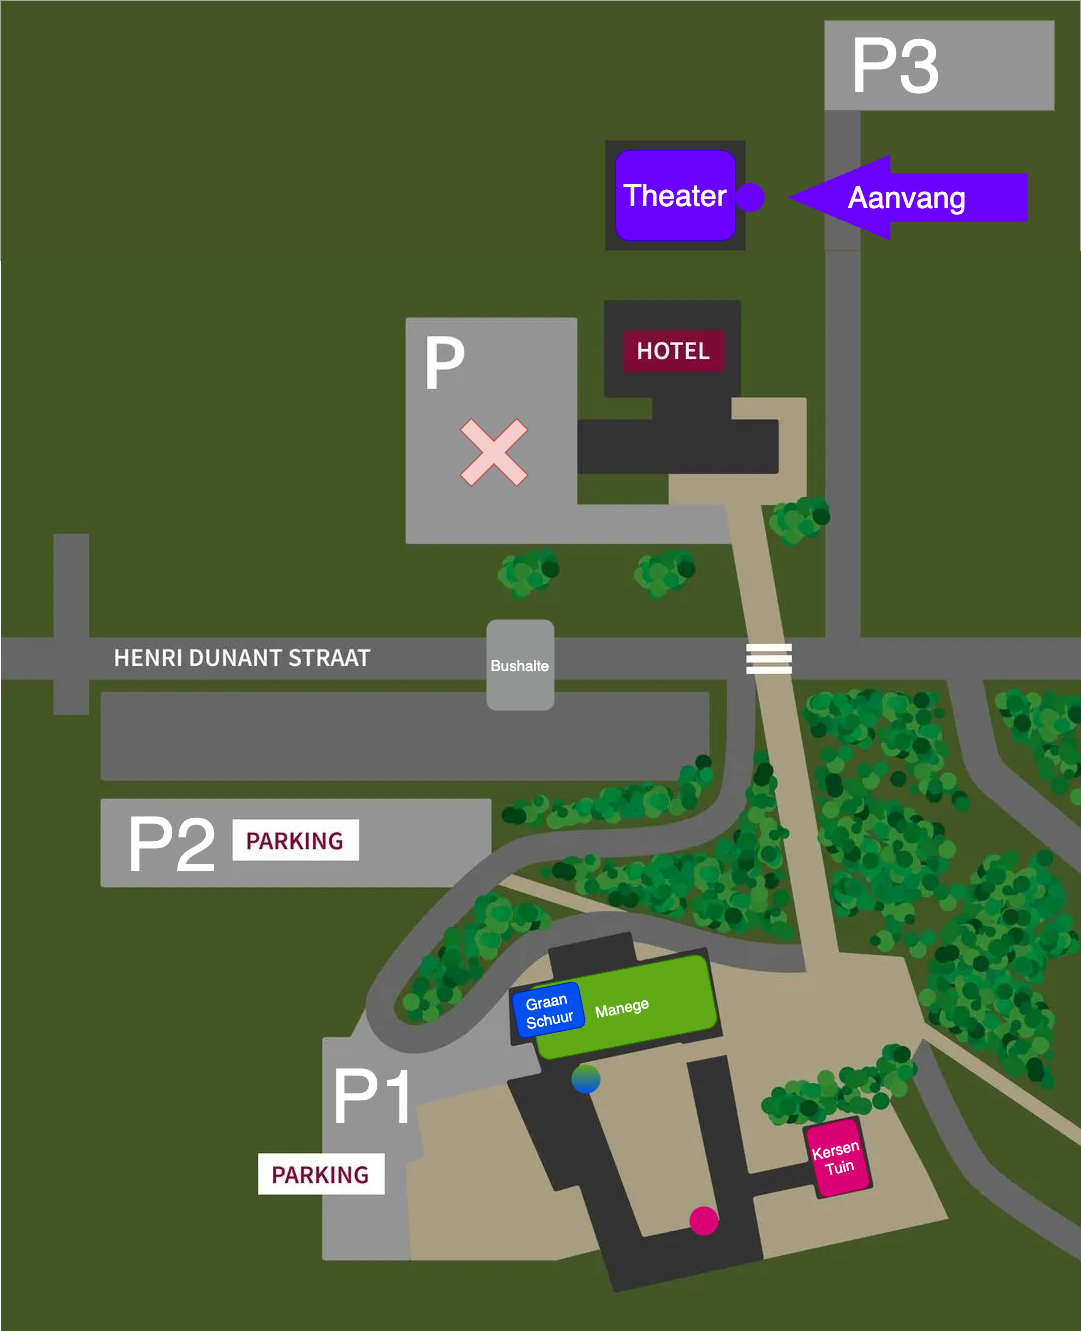 P3
Theater
Aanvang
HOTEL
P
HENRI DUNANT STRAAT
Bushalte
P2
PARKING
Graan
Schuur
Manege
P1
PARKING
Kersen
Tuin